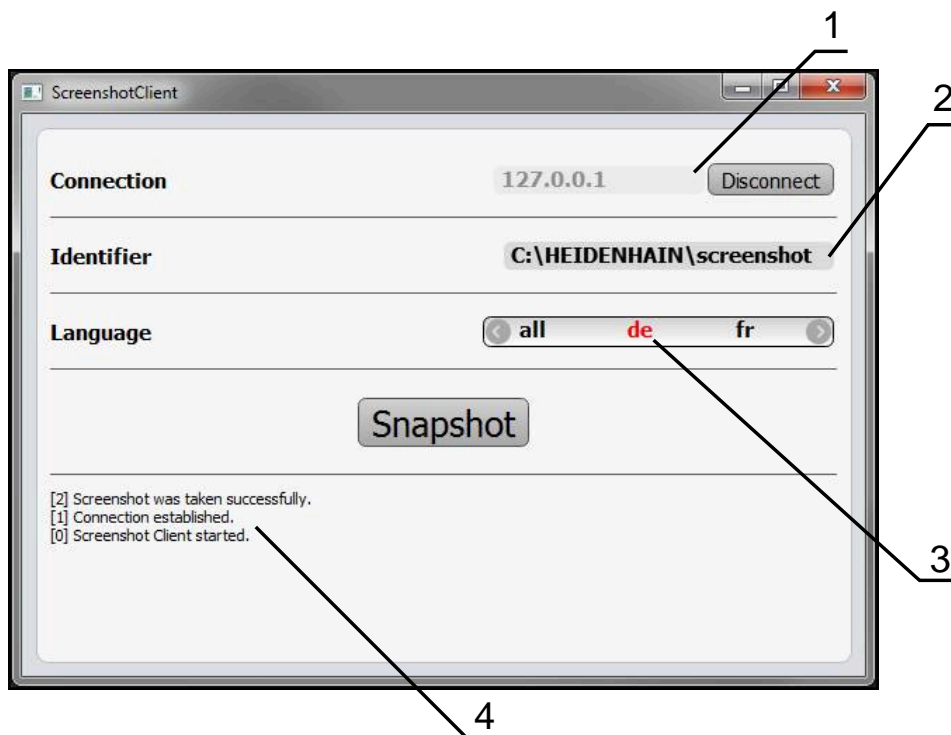 1
ScreenshotClient
2
Connection 127.0.0.1 Disconnect
Identifier C:\HEIDENHAIN\screenshot
Language all de fr
Snapshot
[2] Screenshot was taken successfully.
[1] Connection established.
[0] Screenshot Client started.
3
4